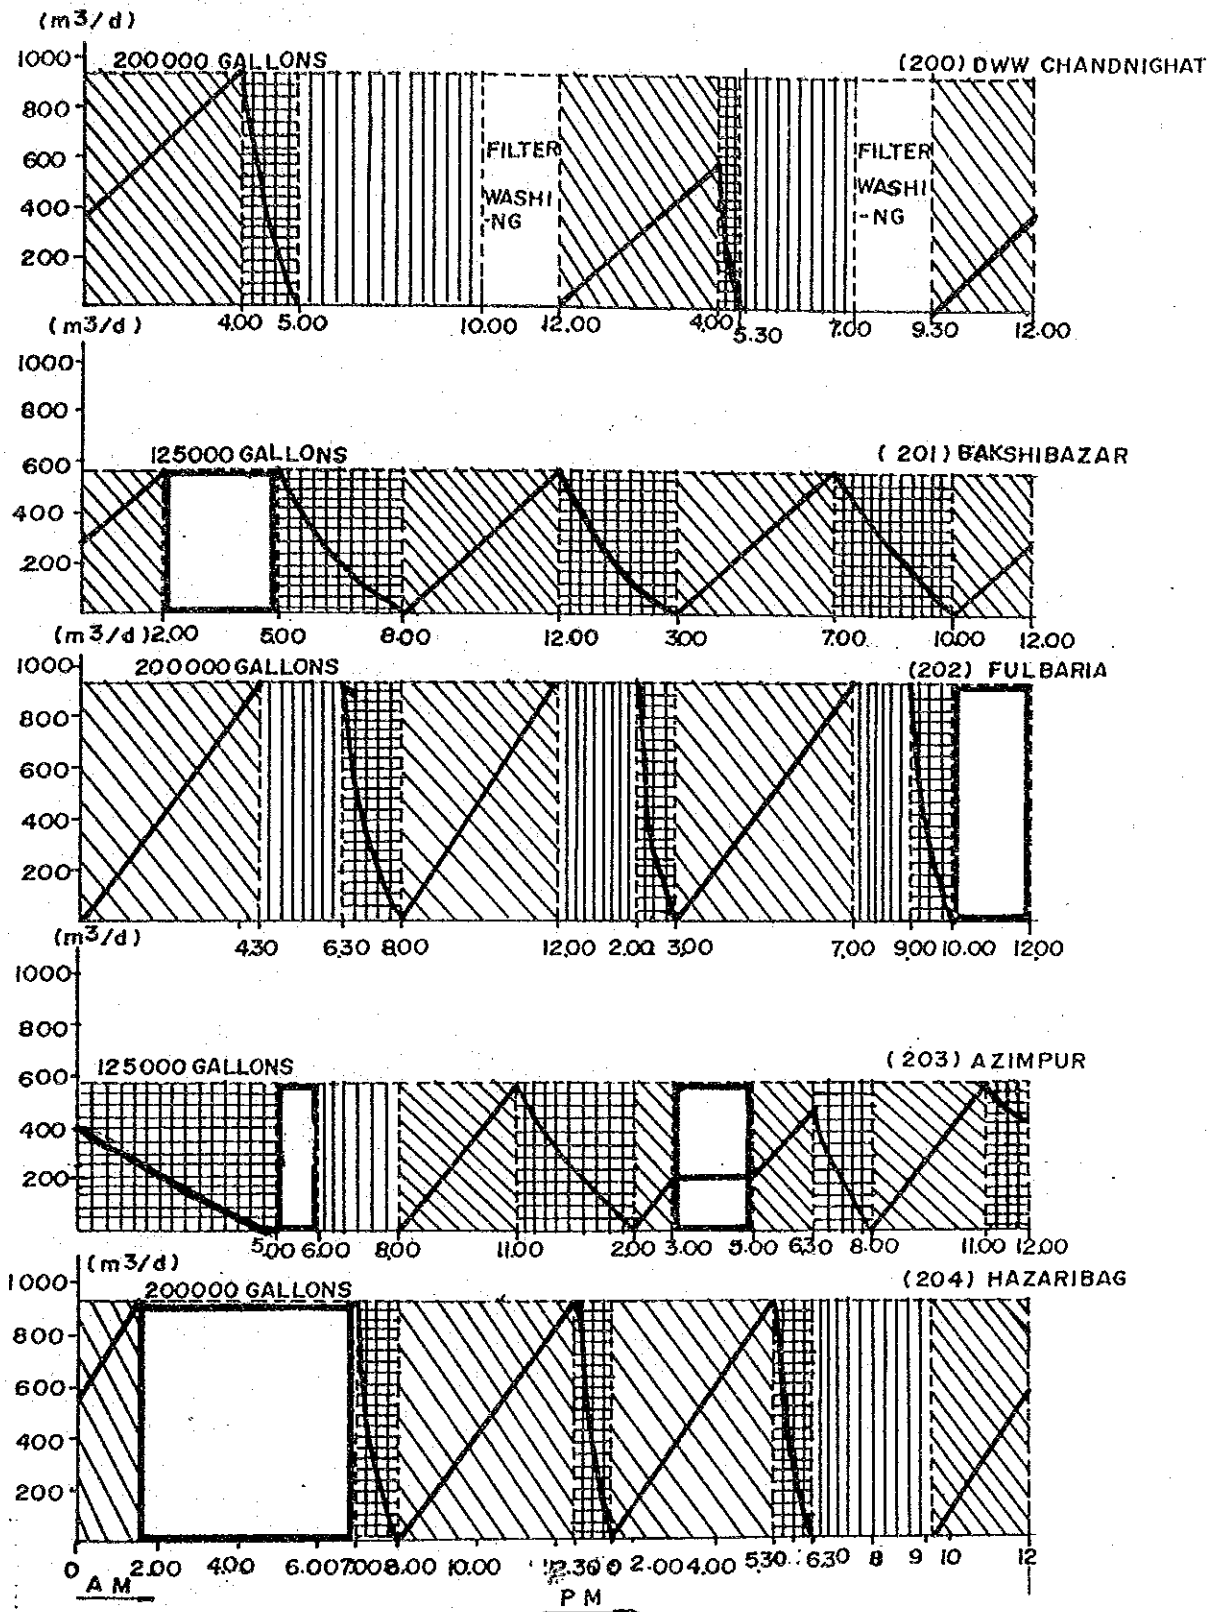 (m3/d)
1000
200000 GALLONS
(200) DWW CHANDNIGHAT
800
600
FILTER
FILTER
400
WASHI
WASHI
-NG
-NG
200
4.00 5.00 10.00 12.00 4.00 5.30 7.00 9.30 12.00
(m3/d)
1000
800
600
125000 GALLONS
(201) BAKSHIBAZAR
400
200
(m3/d) 12.00 5.00 8.00 12.00 3.00 7.00 10.00 12.00
1000
200000 GALLONS
(202) FULBARIA
800
600
400
200
4.30 6.30 8.00 12.00 2.00 3.00 7.00 9.00 10.00 12.00
(m3/d)
1000
800
600
125000 GALLONS
(203) AZIMPUR
400
200
5.00 6.00 8.00 11.00 2.00 3.00 5.00 6.30 8.00 11.00 12.00
(m3/d)
1000
200000 GALLONS
(204) HAZARIBAG
800
600
400
200
0 2.00 4.00 6.00 7.00 8.00 10.00 12.30 2.00 4.00 5.30 6.30 8 9 10 12
AM
PM